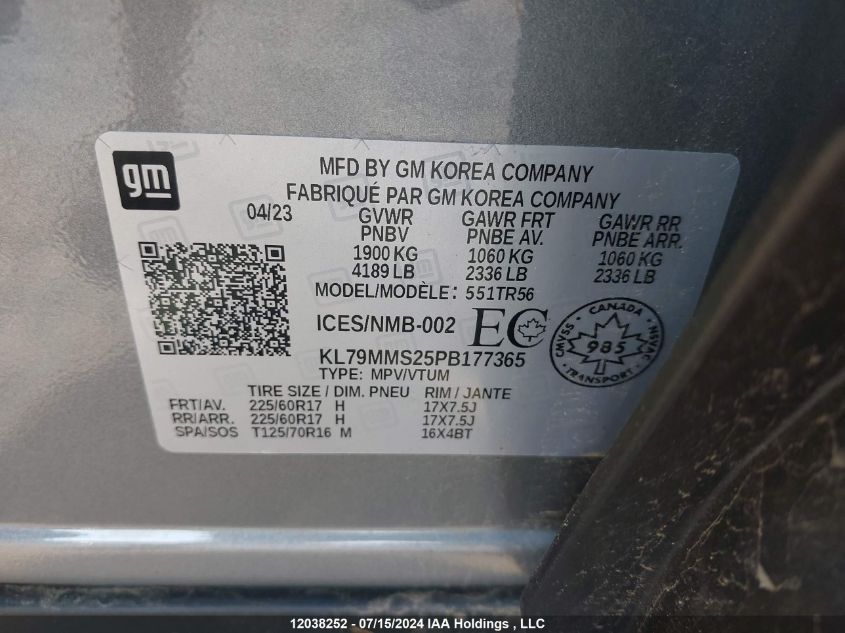 gm
MFD BY GM KOREA COMPANY
FABRIQUÉ PAR GM KOREA COMPANY
04/23 GVWR GAWR FRT GAWR RR
PNBV PNBE AV. PNBE ARR.
1900 KG 1060 KG 1060 KG
4189 LB 2336 LB 2336 LB
MODEL/MODÈLE: 551TR56
ICES/NMB-002 EC
CANADA
CMVSS 985 NSVAC
TRANSPORT
KL79MMS25PB177365
TYPE: MPV/VTUM
TIRE SIZE / DIM. PNEU RIM / JANTE
FRT/AV. 225/60R17 H 17X7.5J
RR/ARR. 225/60R17 H 17X7.5J
SPA/SOS T125/70R16 M 16X4BT
12038252 - 07/15/2024 IAA Holdings , LLC